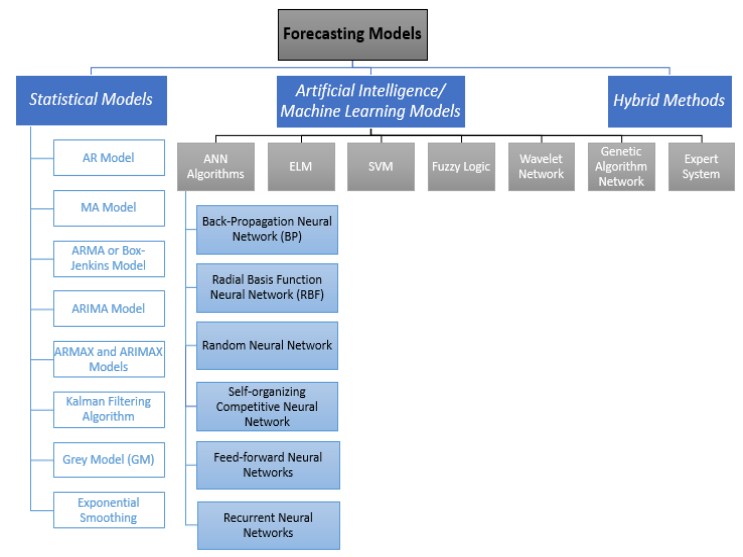 Forecasting Models
Statistical Models
Artificial Intelligence/
Machine Learning Models
Hybrid Methods
AR Model
MA Model
ARMA or Box-
Jenkins Model
ARIMA Model
ARMAX and ARIMAX
Models
Kalman Filtering
Algorithm
Grey Model (GM)
Exponential
Smoothing
ANN
Algorithms
ELM
SVM
Fuzzy Logic
Wavelet
Network
Genetic
Algorithm
Network
Expert
System
Back-Propagation Neural
Network (BP)
Radial Basis Function
Neural Network (RBF)
Random Neural Network
Self-organizing
Competitive Neural
Network
Feed-forward Neural
Networks
Recurrent Neural
Networks